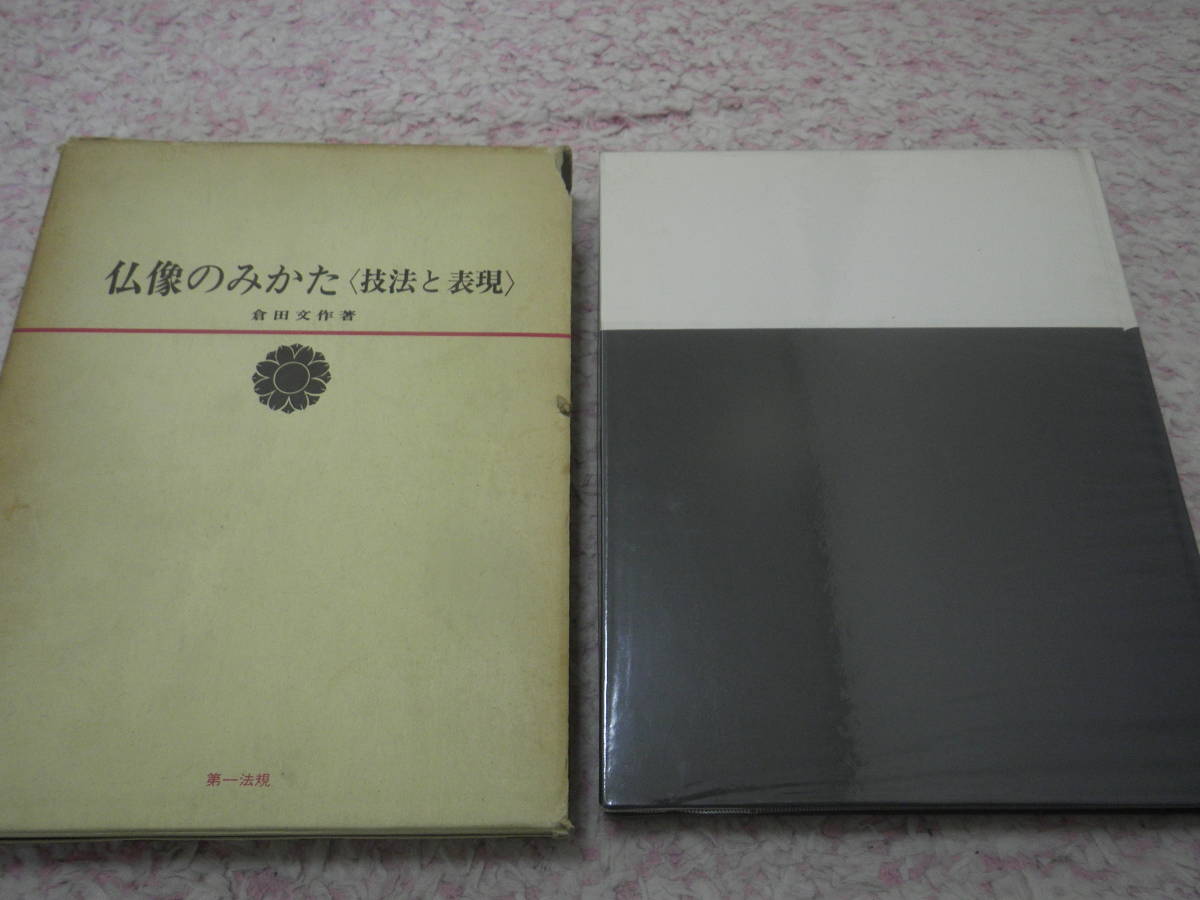 仏像のみかた〈技法と表現〉
倉田文作著
第一法規